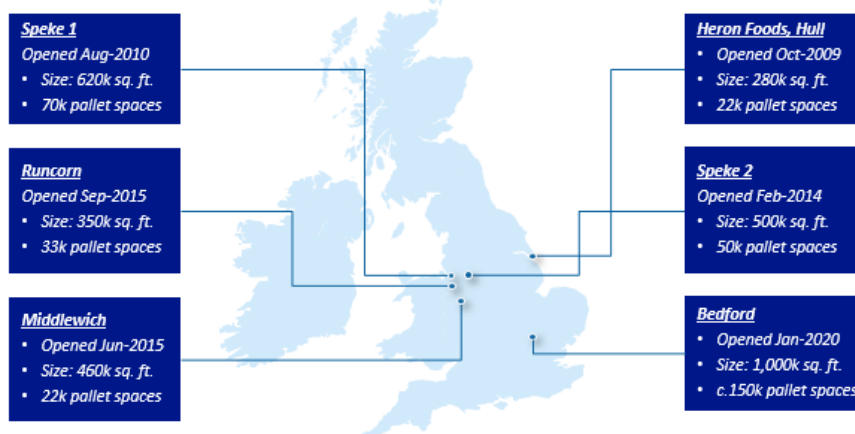 Speke 1
Opened Aug-2010
• Size: 620k sq. ft.
• 70k pallet spaces
Runcorn
Opened Sep-2015
• Size: 350k sq. ft.
• 33k pallet spaces
Middlewich
• Opened Jun-2015
• Size: 460k sq. ft.
• 22k pallet spaces
Heron Foods, Hull
• Opened Oct-2009
• Size: 280k sq. ft.
• 22k pallet spaces
Speke 2
Opened Feb-2014
• Size: 500k sq. ft.
• 50k pallet spaces
Bedford
• Opened Jan-2020
• Size: 1,000k sq. ft.
• c.150k pallet spaces